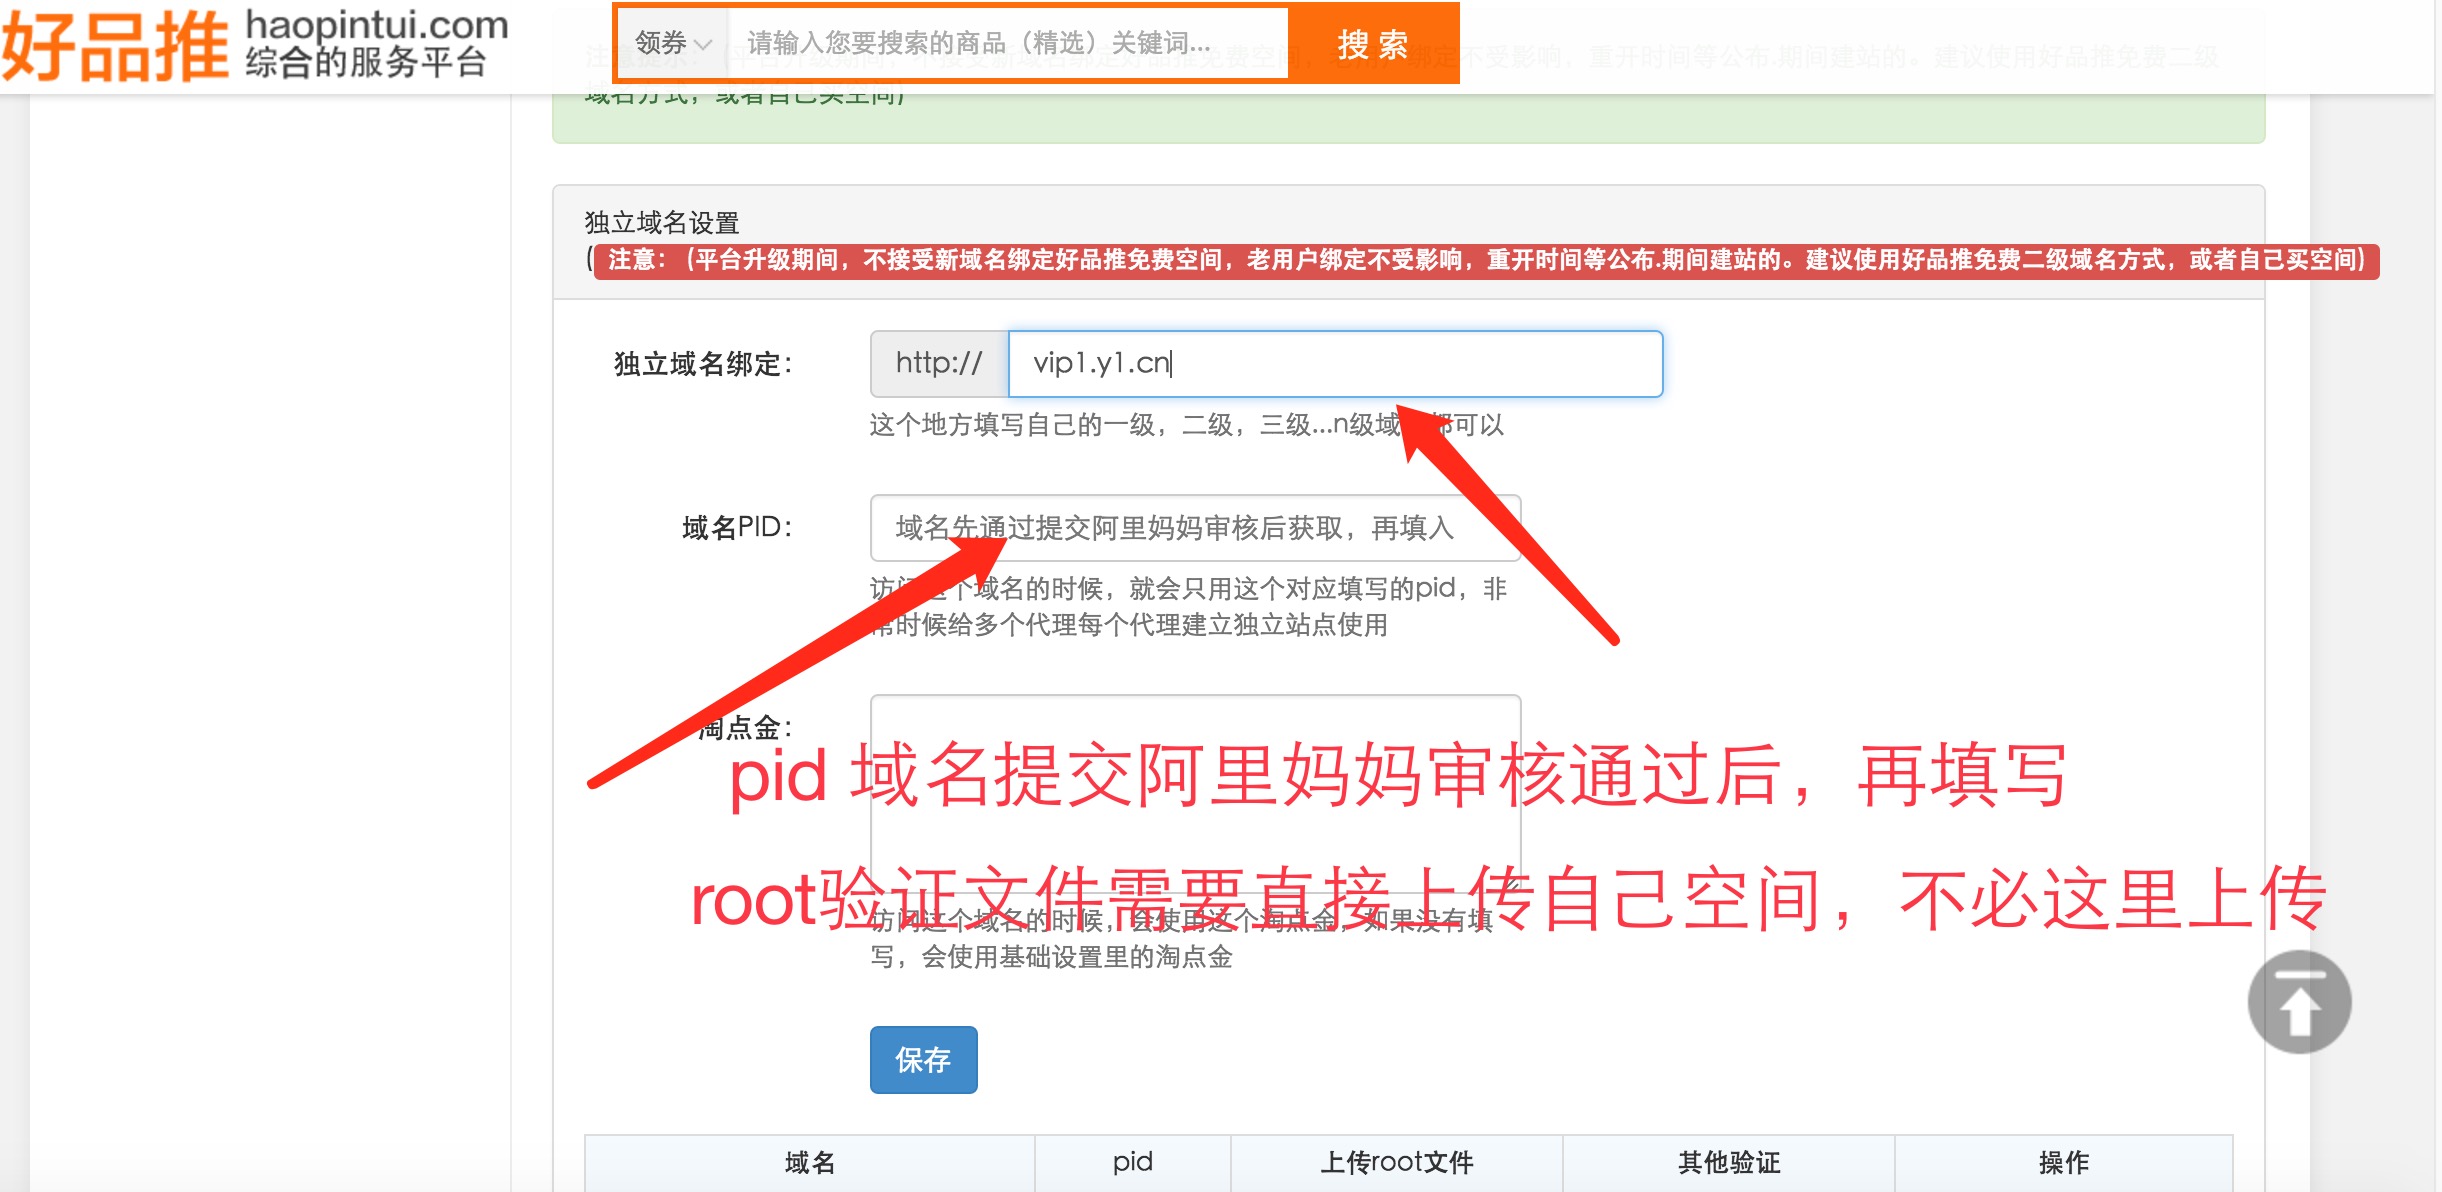 好品推 haopintui.com
综合的服务平台
领券
请输入您要搜索的商品（精选）关键词...
搜 索
域名方式，或者自己买空间)
独立域名设置
( 注意：(平台升级期间，不接受新域名绑定好品推免费空间，老用户绑定不受影响，重开时间等公布.期间建站的。建议使用好品推免费二级域名方式，或者自己买空间)
独立域名绑定：
http://
vip1.y1.cn
这个地方填写自己的一级，二级，三级...n级域 都可以
域名PID：
域名先通过提交阿里妈妈审核后获取，再填入
访问这个域名的时候，就会只用这个对应填写的pid，非
常时候给多个代理每个代理建立独立站点使用
淘点金：
pid 域名提交阿里妈妈审核通过后，再填写
root验证文件需要直接上传自己空间，不必这里上传
访问这个域名的时候，会使用这个淘点金，如果没有填
写，会使用基础设置里的淘点金
保存
域名
pid
上传root文件
其他验证
操作